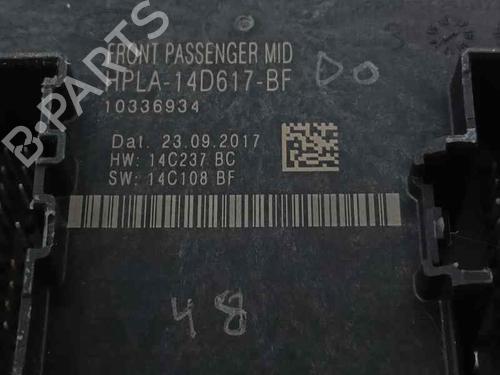 FRONT PASSENGER MID
HPLA-14D617-BF
10336934
DO
Dat. 23.09.2017
HW: 14C237 BC
SW: 14C108 BF
48
B-PARTS